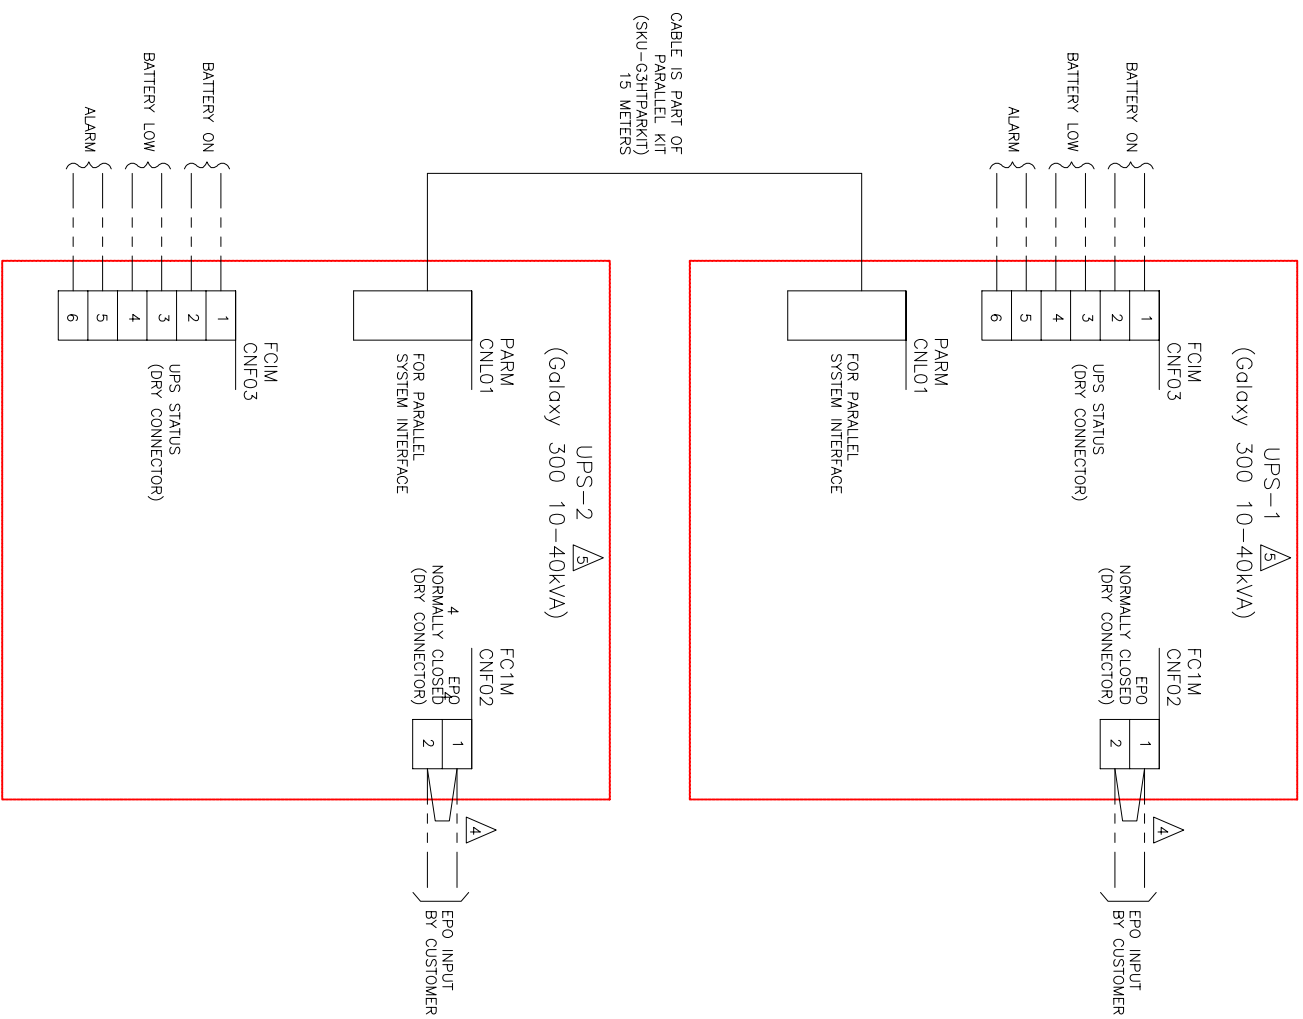 UPS-1
5
(Galaxy 300 10-40kVA)
FCIM
CNF03
UPS STATUS
(DRY CONNECTOR)
BATTERY ON
BATTERY LOW
ALARM
1
2
3
4
5
6
FC1M
CNF02
EPO
NORMALLY CLOSED
(DRY CONNECTOR)
1
2
4
EPO INPUT
BY CUSTOMER
PARM
CNL01
FOR PARALLEL
SYSTEM INTERFACE
CABLE IS PART OF
PARALLEL KIT
(SKU-G3HTPARKIT)
15 METERS
UPS-2
5
(Galaxy 300 10-40kVA)
PARM
CNL01
FOR PARALLEL
SYSTEM INTERFACE
FC1M
CNF02
4
EPO
4
NORMALLY CLOSED
(DRY CONNECTOR)
1
2
4
EPO INPUT
BY CUSTOMER
FCIM
CNF03
UPS STATUS
(DRY CONNECTOR)
BATTERY ON
BATTERY LOW
ALARM
1
2
3
4
5
6